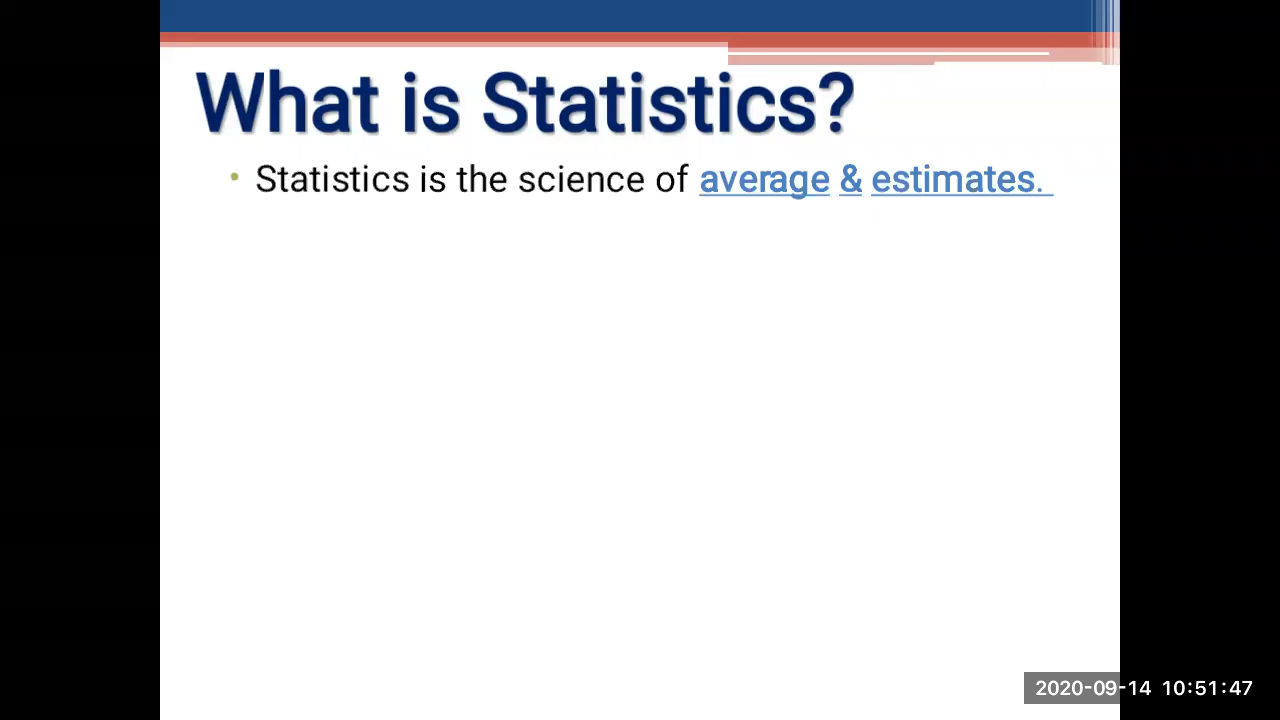 What is Statistics?
• Statistics is the science of average & estimates.
2020-09-14 10:51:47